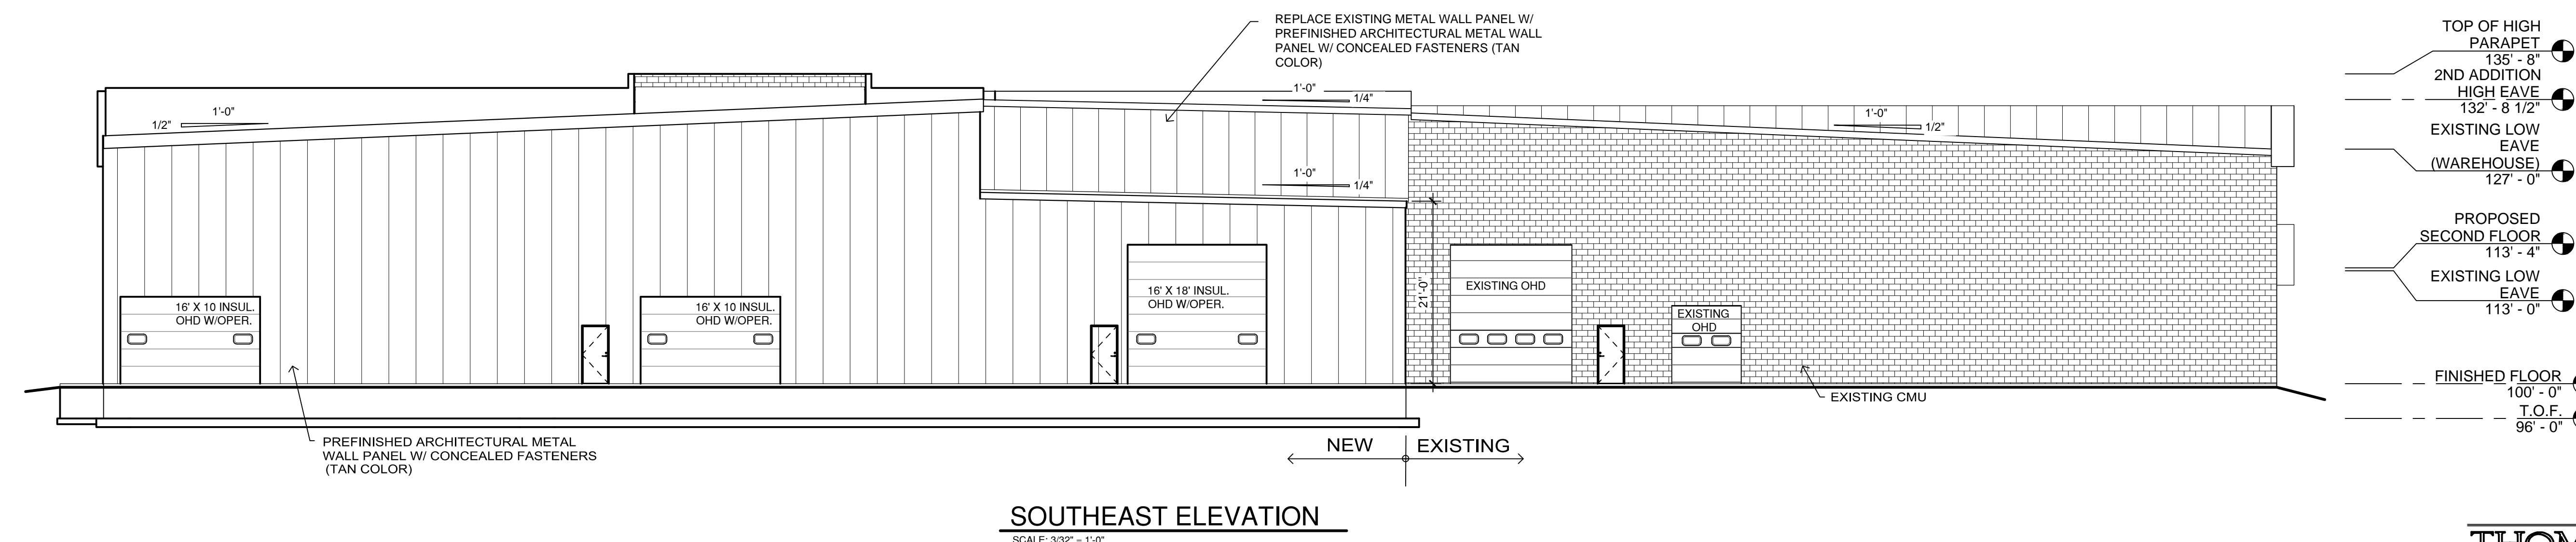 REPLACE EXISTING METAL WALL PANEL W/
PREFINISHED ARCHITECTURAL METAL WALL
PANEL W/ CONCEALED FASTENERS (TAN
COLOR)
1'-0"
1/2"
1'-0"
1/4"
1'-0"
1/4"
1'-0"
1/2"
16' X 10 INSUL.
OHD W/OPER.
16' X 10 INSUL.
OHD W/OPER.
16' X 18' INSUL.
OHD W/OPER.
21'-0"
EXISTING OHD
EXISTING
OHD
EXISTING CMU
PREFINISHED ARCHITECTURAL METAL
WALL PANEL W/ CONCEALED FASTENERS
(TAN COLOR)
NEW
EXISTING
TOP OF HIGH
PARAPET
135' - 8"
2ND ADDITION
HIGH EAVE
132' - 8 1/2"
EXISTING LOW
EAVE
(WAREHOUSE)
127' - 0"
PROPOSED
SECOND FLOOR
113' - 4"
EXISTING LOW
EAVE
113' - 0"
FINISHED FLOOR
100' - 0"
T.O.F.
96' - 0"
SOUTHEAST ELEVATION
SCALE: 3/32" = 1'-0"